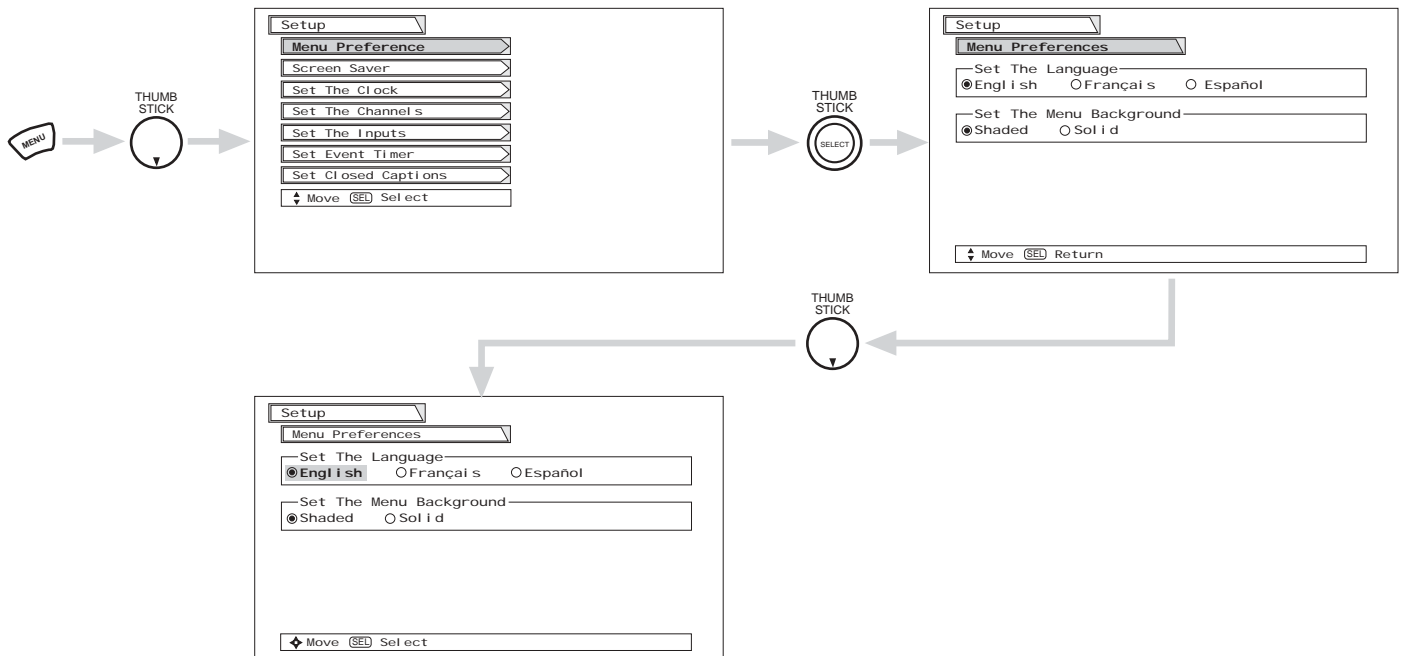 MENU
THUMB
STICK
Setup
Menu Preference
Screen Saver
Set The Clock
Set The Channels
Set The Inputs
Set Event Timer
Set Closed Captions
Move SEL Select
THUMB
STICK
SELECT
Setup
Menu Preferences
Set The Language
English Français Español
Set The Menu Background
Shaded Solid
Move SEL Return
THUMB
STICK
Setup
Menu Preferences
Set The Language
English Français Español
Set The Menu Background
Shaded Solid
Move SEL Select